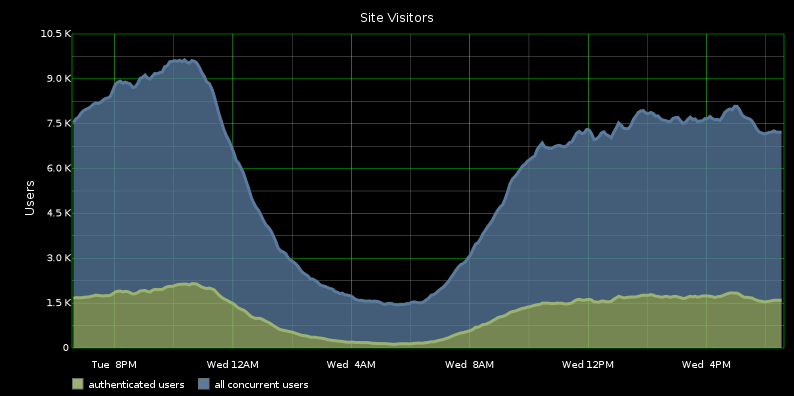 Site Visitors
10.5 K
9.0 K
7.5 K
6.0 K
4.5 K
3.0 K
1.5 K
0
Users
Tue 8PM Wed 12AM Wed 4AM Wed 8AM Wed 12PM Wed 4PM
authenticated users all concurrent users